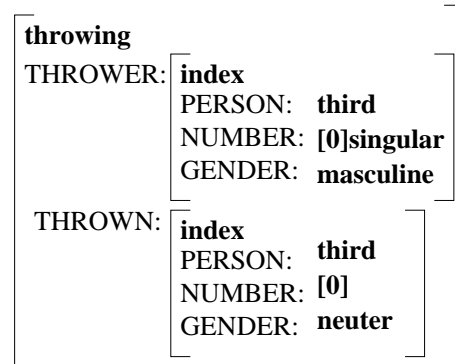 throwing
THROWER: index
PERSON: third
NUMBER: [0]singular
GENDER: masculine
THROWN: index
PERSON: third
NUMBER: [0]
GENDER: neuter